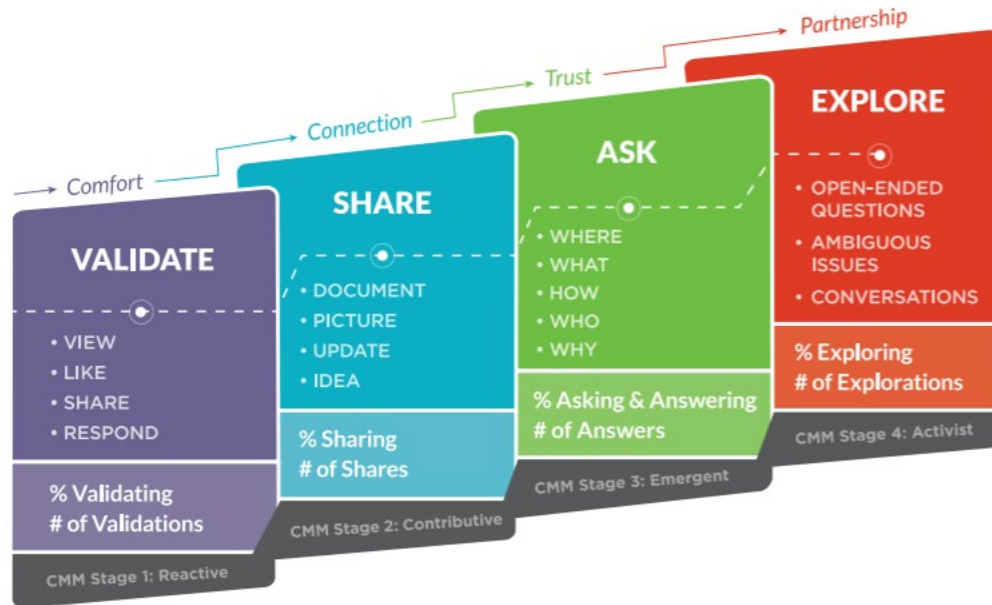 Comfort
VALIDATE
• VIEW
• LIKE
• SHARE
• RESPOND
% Validating
# of Validations
CMM Stage 1: Reactive
Connection
SHARE
• DOCUMENT
• PICTURE
• UPDATE
• IDEA
% Sharing
# of Shares
CMM Stage 2: Contributive
Trust
ASK
• WHERE
• WHAT
• HOW
• WHO
• WHY
% Asking & Answering
# of Answers
CMM Stage 3: Emergent
Partnership
EXPLORE
• OPEN-ENDED
QUESTIONS
• AMBIGUOUS
ISSUES
• CONVERSATIONS
% Exploring
# of Explorations
CMM Stage 4: Activist